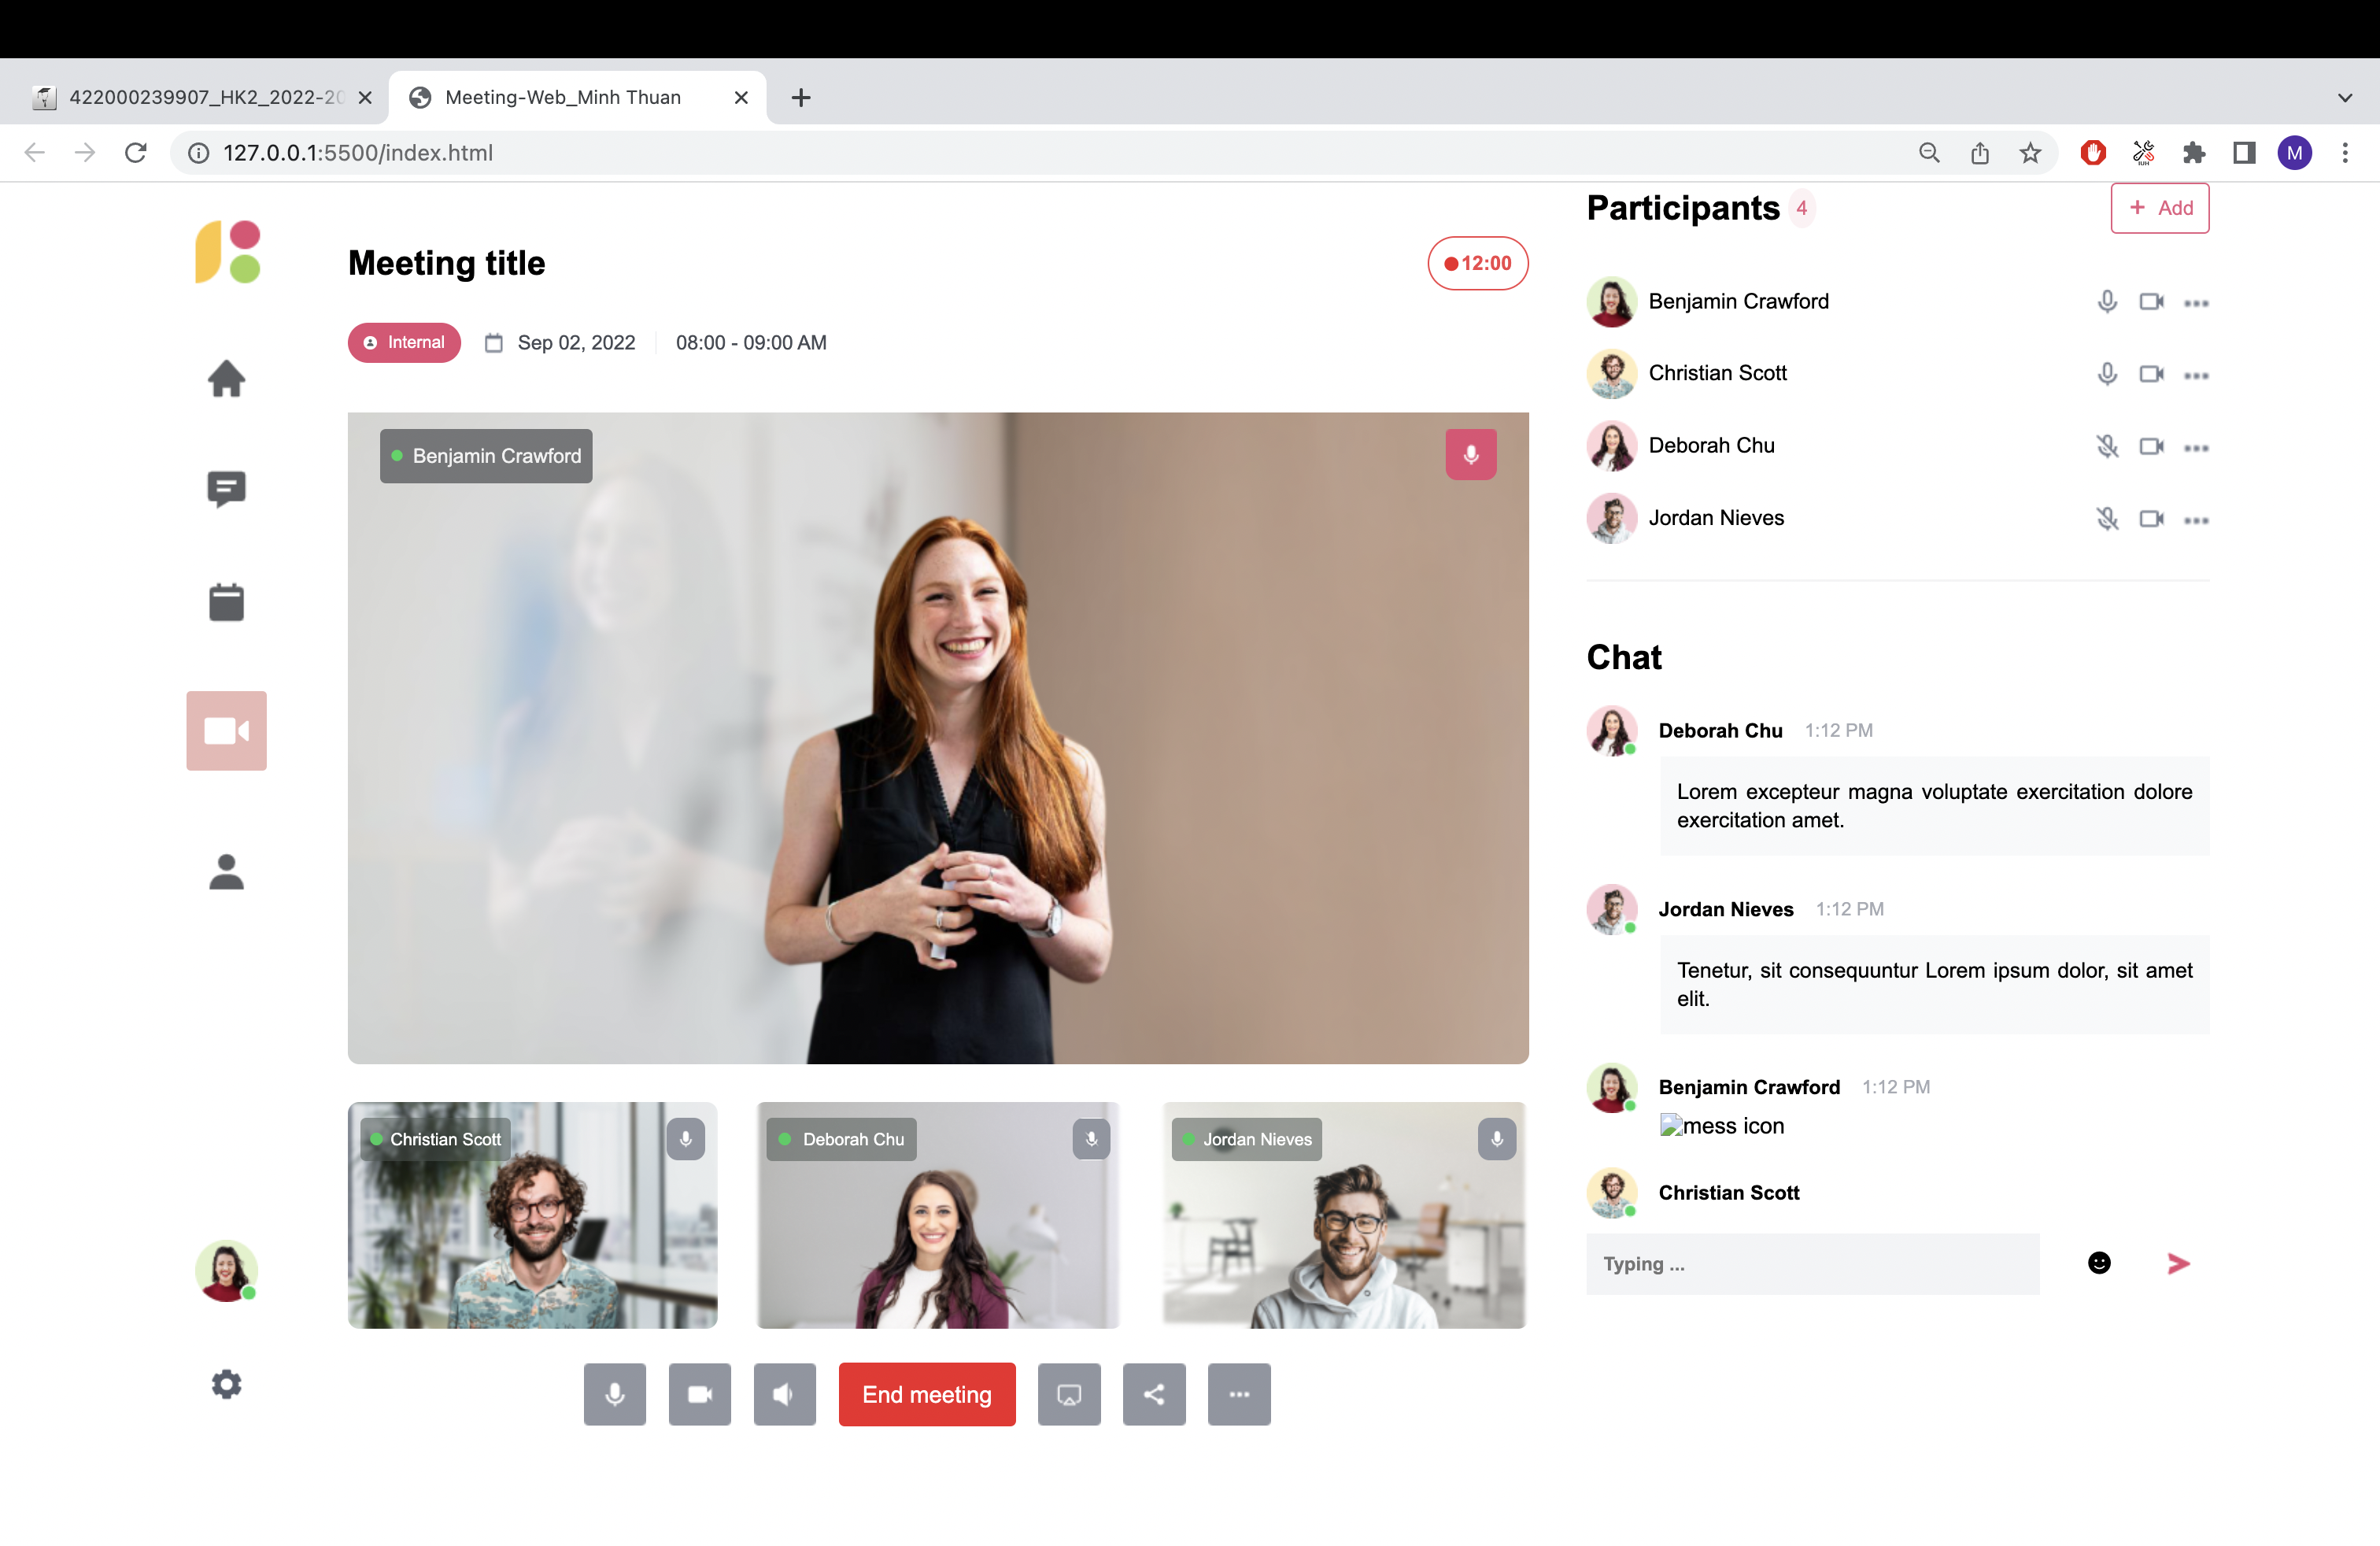 422000239907_HK2_2022-20
Meeting-Web_Minh Thuan
127.0.0.1:5500/index.html
IUH
M
Meeting title
12:00
Internal
Sep 02, 2022
08:00 - 09:00 AM
Benjamin Crawford
Christian Scott
Deborah Chu
Jordan Nieves
End meeting
Participants 4
+ Add
Benjamin Crawford
Christian Scott
Deborah Chu
Jordan Nieves
Chat
Deborah Chu 1:12 PM
Lorem excepteur magna voluptate exercitation dolore
exercitation amet.
Jordan Nieves 1:12 PM
Tenetur, sit consequuntur Lorem ipsum dolor, sit amet
elit.
Benjamin Crawford 1:12 PM
mess icon
Christian Scott
Typing ...